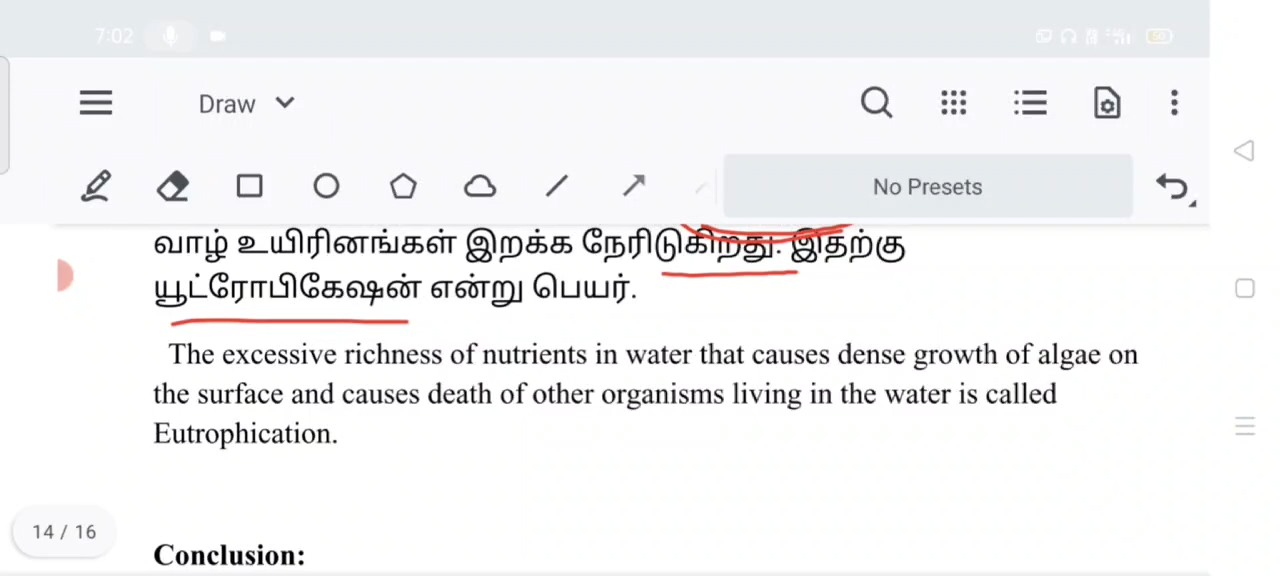 7:02
56
Draw
No Presets
வாழ் உயிரினங்கள் இறக்க நேரிடுகிறது. இதற்கு
யூட்ரோபிகேஷன் என்று பெயர்.
The excessive richness of nutrients in water that causes dense growth of algae on
the surface and causes death of other organisms living in the water is called
Eutrophication.
14 / 16
Conclusion: